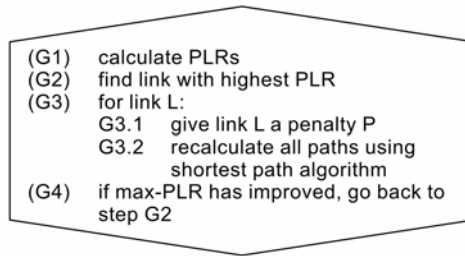 (G1) calculate PLRs
(G2) find link with highest PLR
(G3) for link L:
G3.1 give link L a penalty P
G3.2 recalculate all paths using
shortest path algorithm
(G4) if max-PLR has improved, go back to
step G2